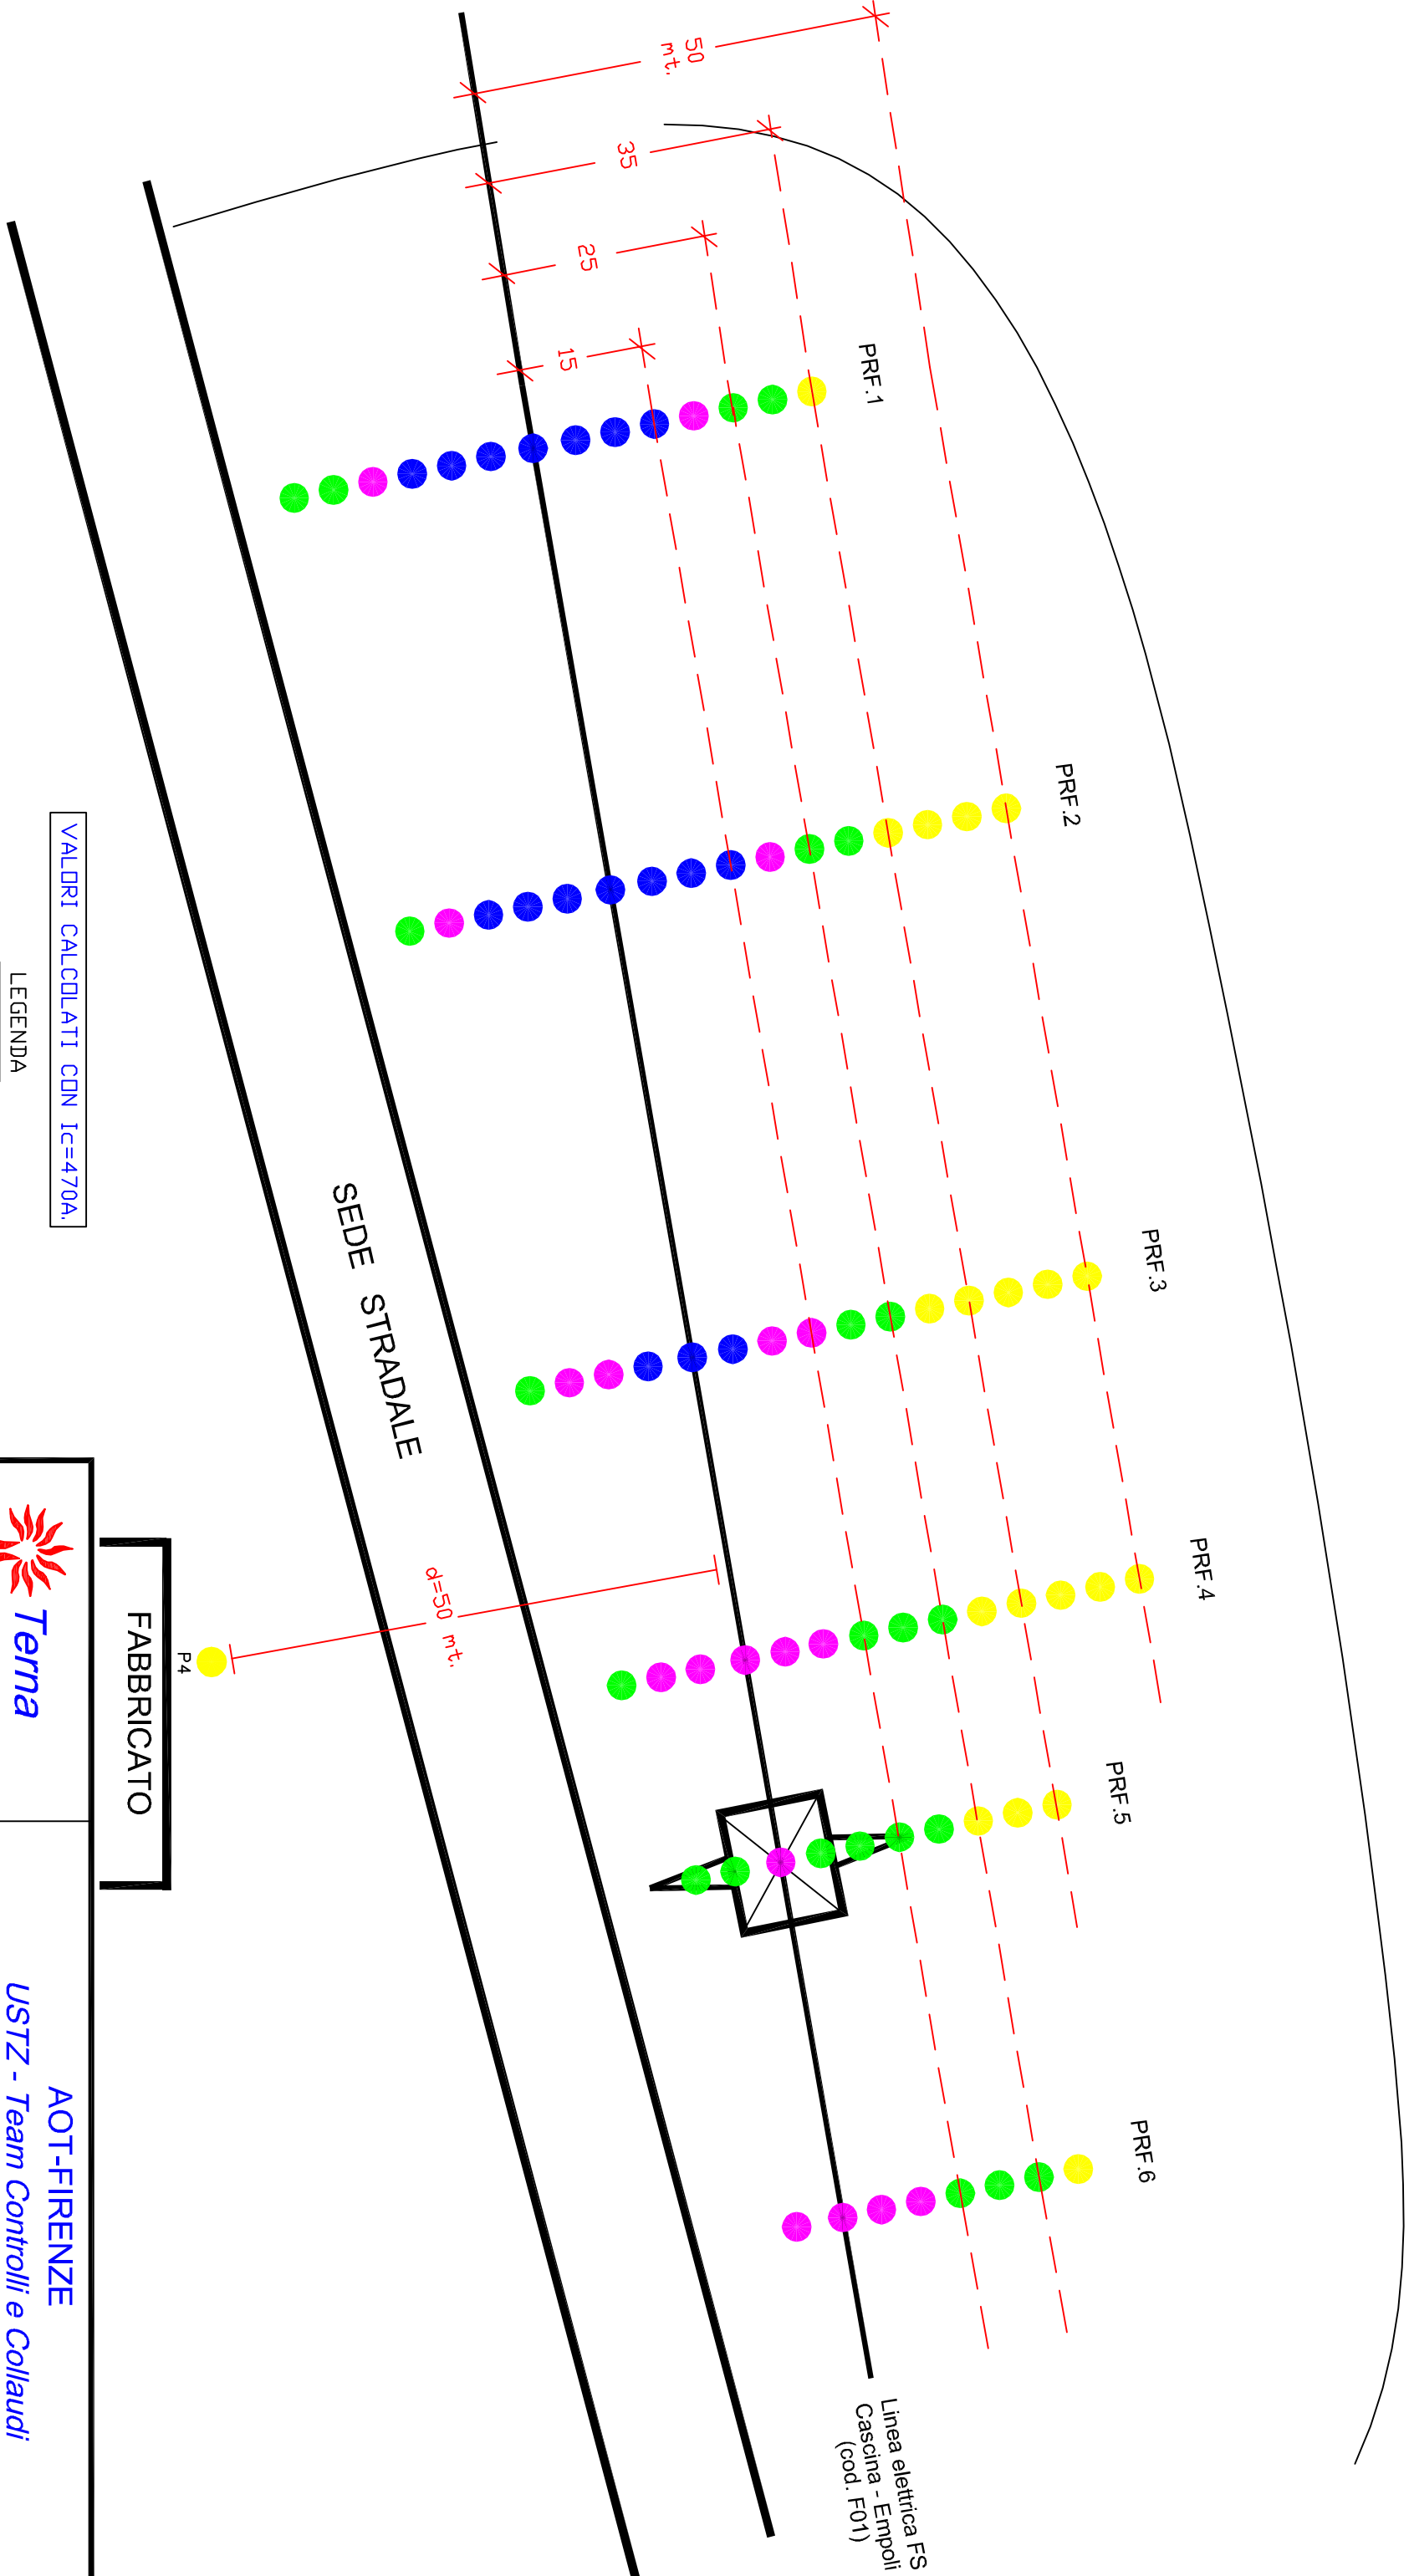 50
mt.
35
25
15
PRF.1
PRF.2
PRF.3
PRF.4
PRF.5
PRF.6
Linea elettrica FS
Cascina - Empoli
(cod. F01)
SEDE STRADALE
d=50 mt.
P4
FABBRICATO
VALORI CALCOLATI CON Ic=470A.
LEGENDA
Terna
AOT-FIRENZE
USTZ - Team Controlli e Collaudi